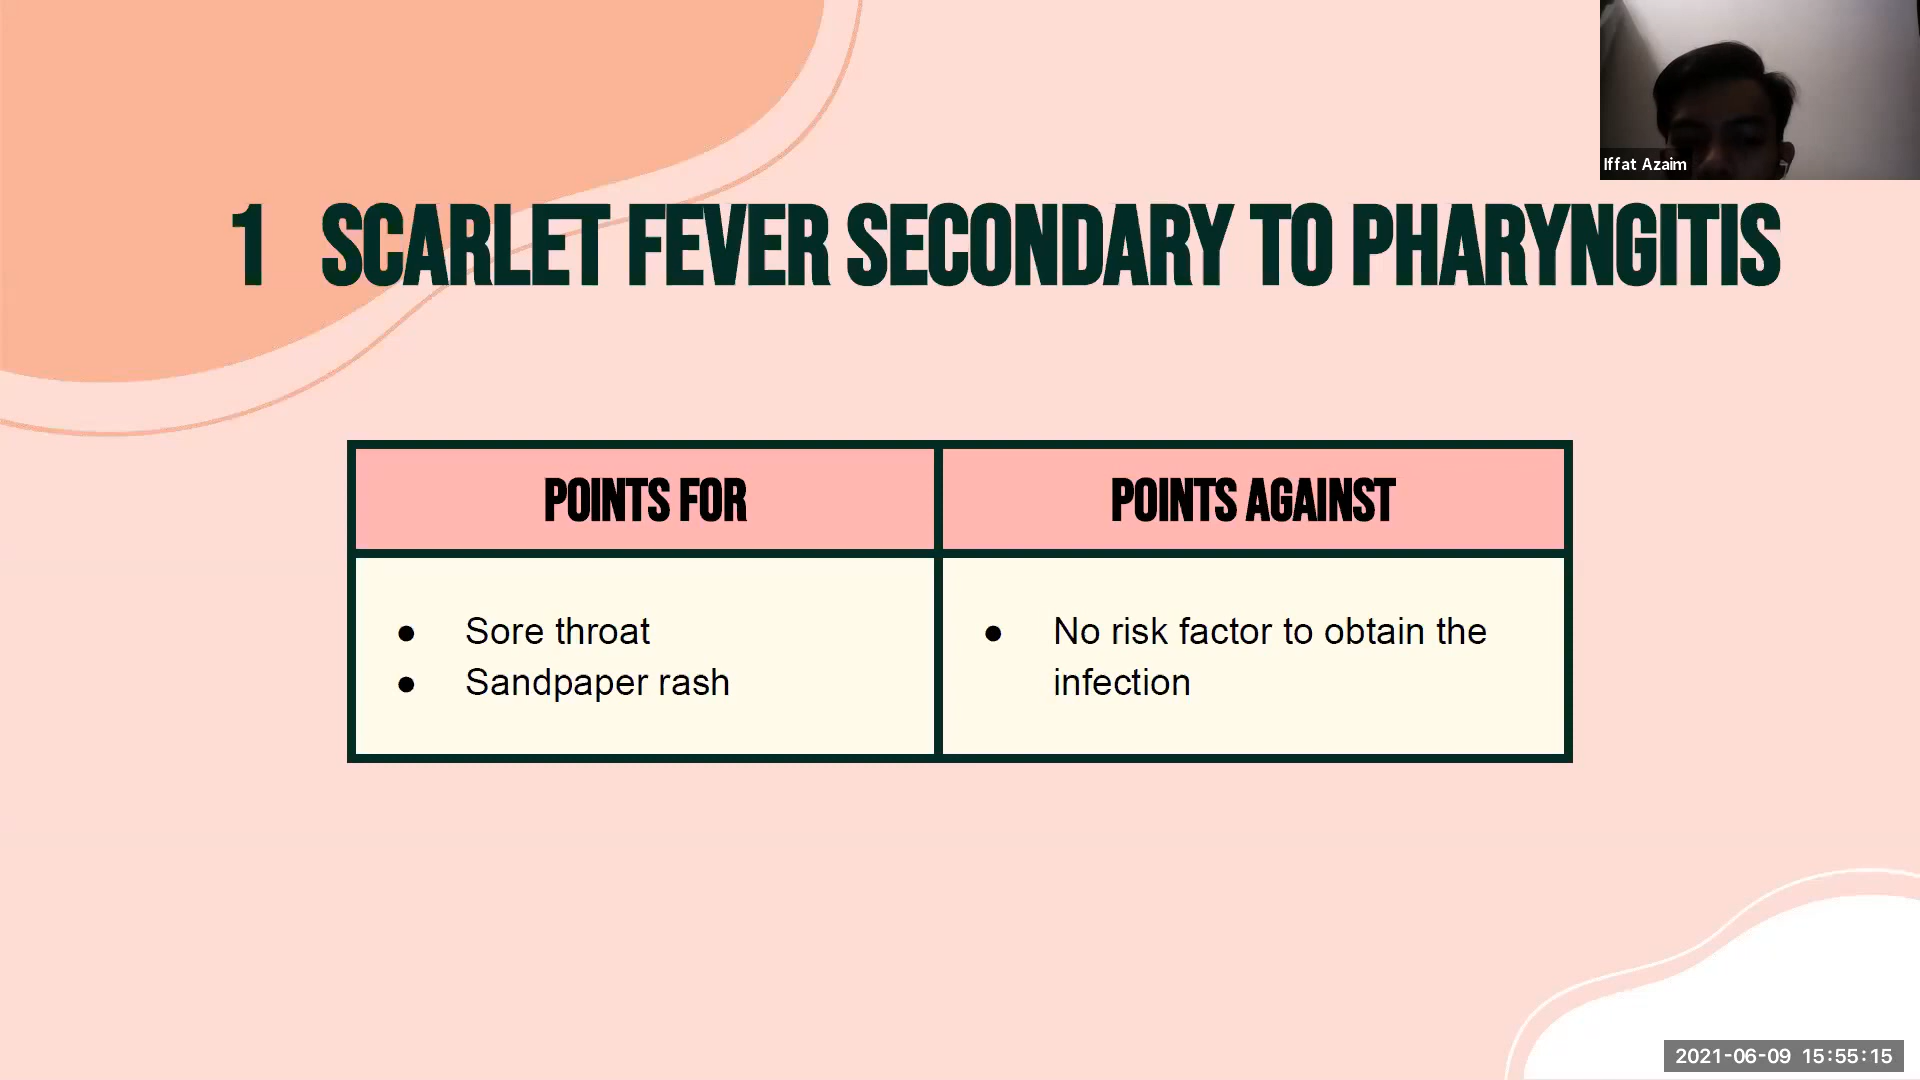 Iffat Azaim
1 SCARLET FEVER SECONDARY TO PHARYNGITIS
POINTS FOR
POINTS AGAINST
● Sore throat
● Sandpaper rash
● No risk factor to obtain the
infection
2021-06-09 15:55:15